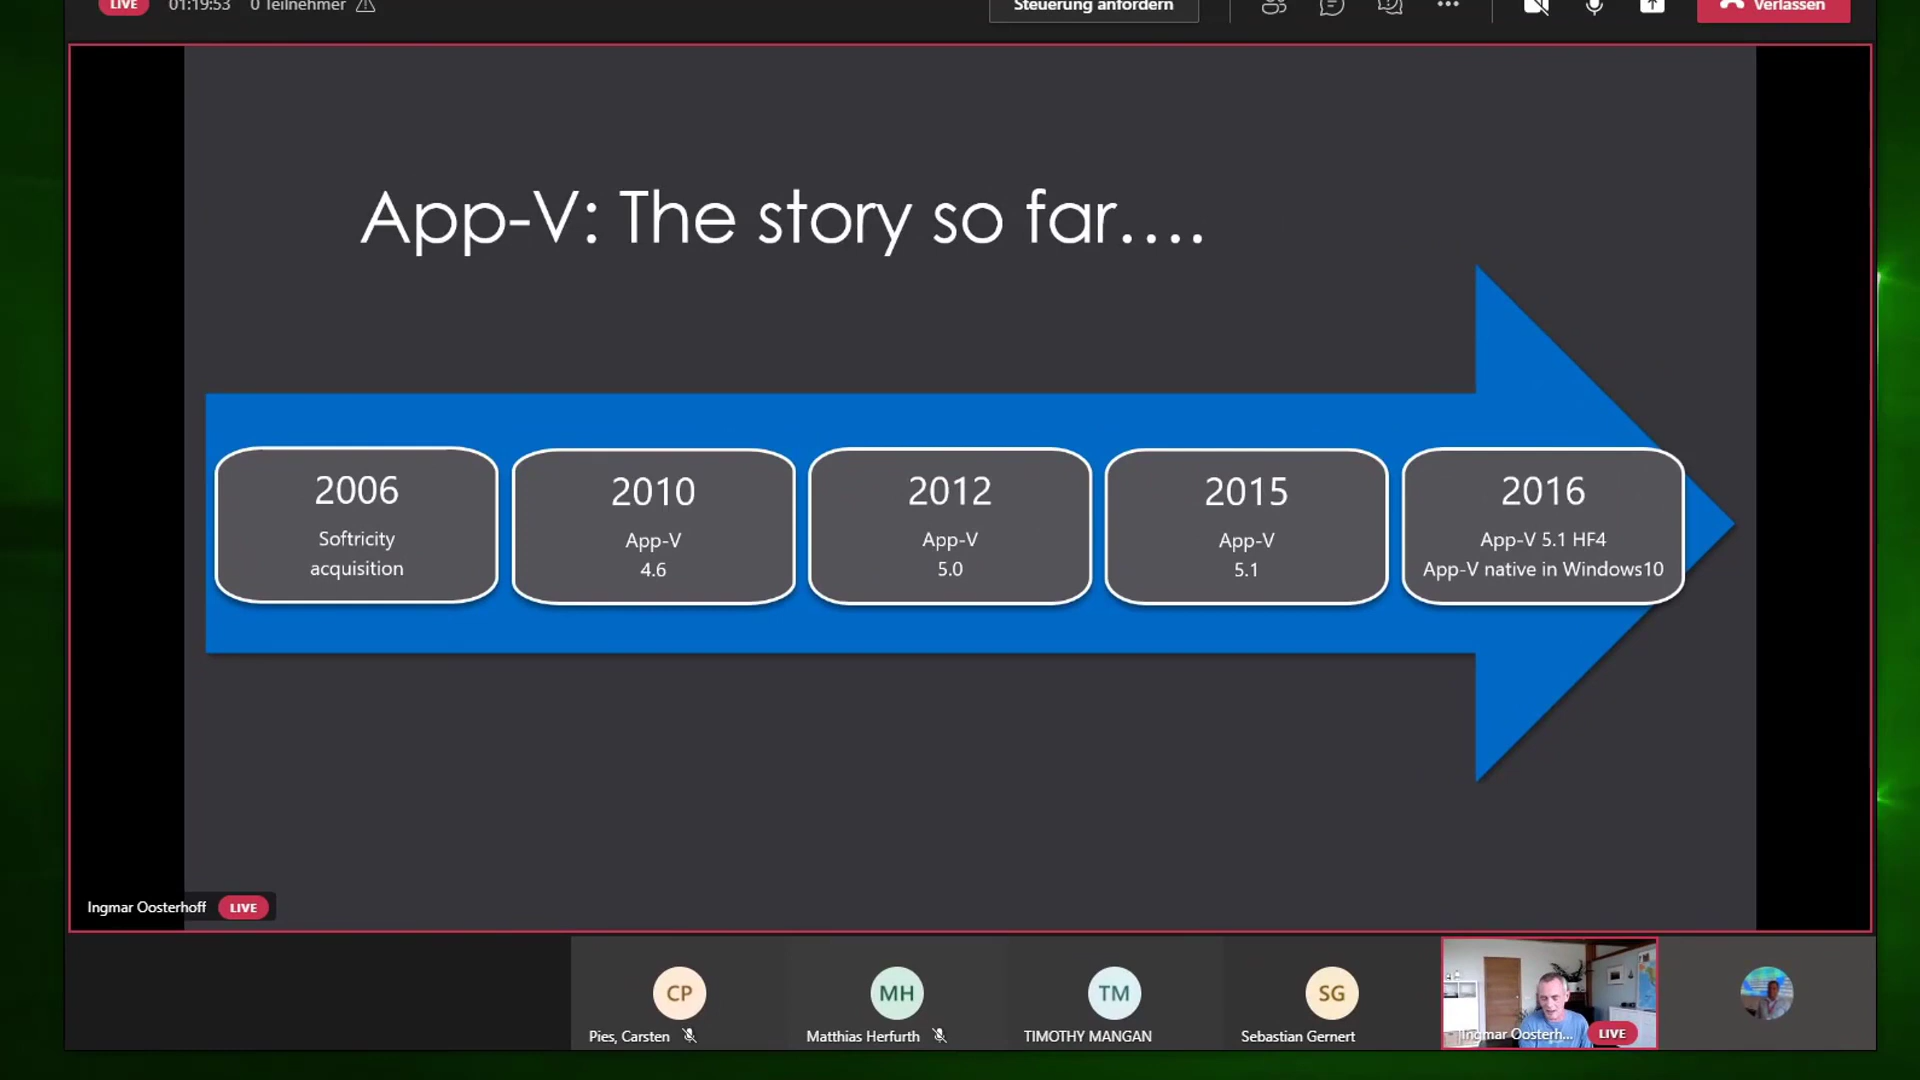 LIVE 01:19:53 0 Teilnehmer
Steuerung anfordern
Verlassen
App-V: The story so far....
2006
Softricity
acquisition
2010
App-V
4.6
2012
App-V
5.0
2015
App-V
5.1
2016
App-V 5.1 HF4
App-V native in Windows10
Ingmar Oosterhoff LIVE
CP
Pies, Carsten
MH
Matthias Herfurth
TM
TIMOTHY MANGAN
SG
Sebastian Gernert
Ingmar Oosterh... LIVE